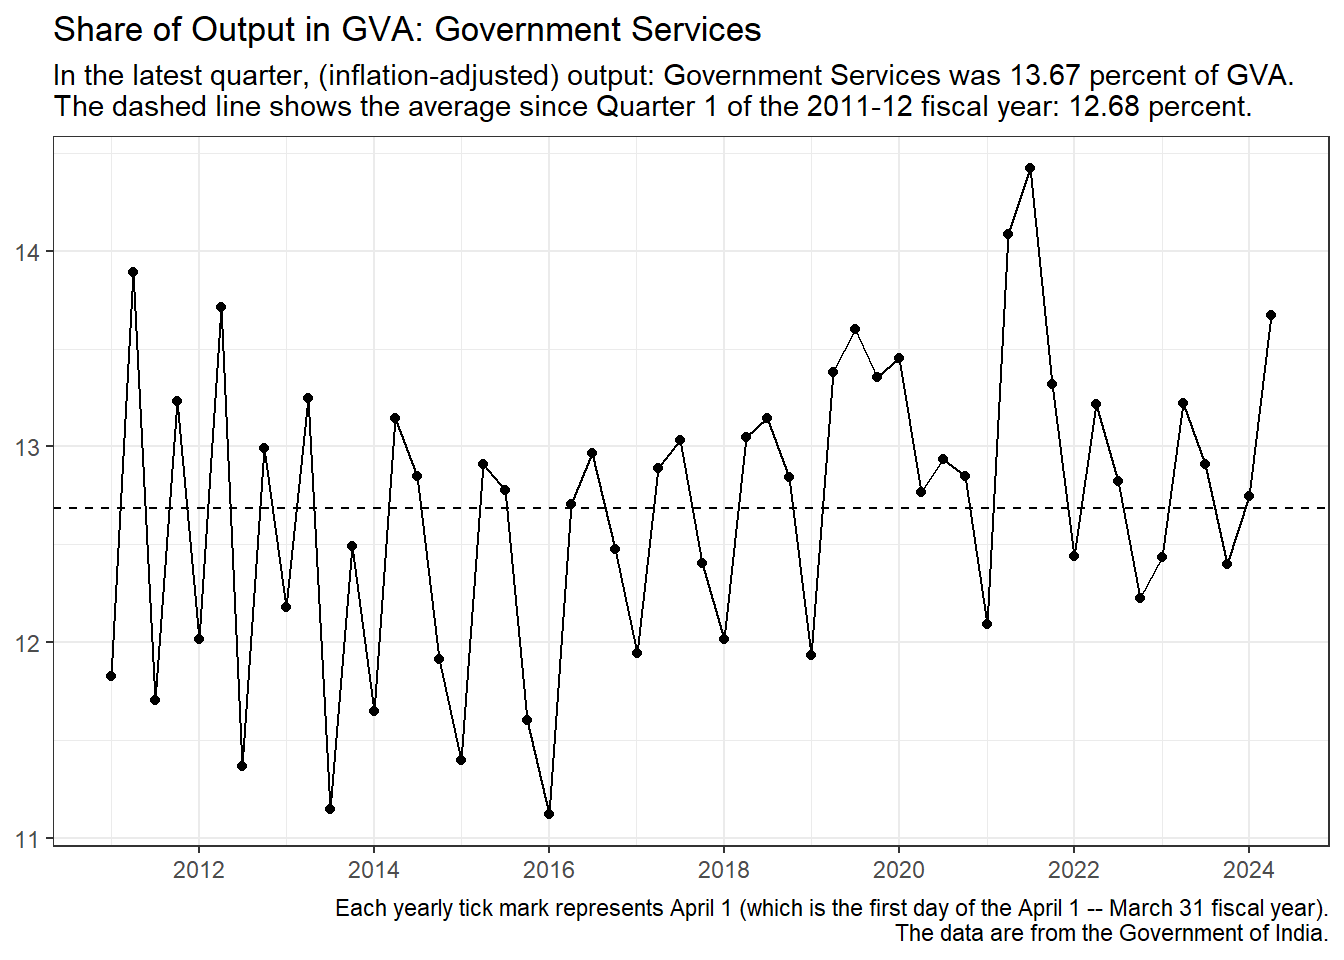 Share of Output in GVA: Government Services
In the latest quarter, (inflation-adjusted) output: Government Services was 13.67 percent of GVA.
The dashed line shows the average since Quarter 1 of the 2011-12 fiscal year: 12.68 percent.
14
13
12
11
2012 2014 2016 2018 2020 2022 2024
Each yearly tick mark represents April 1 (which is the first day of the April 1 -- March 31 fiscal year).
The data are from the Government of India.